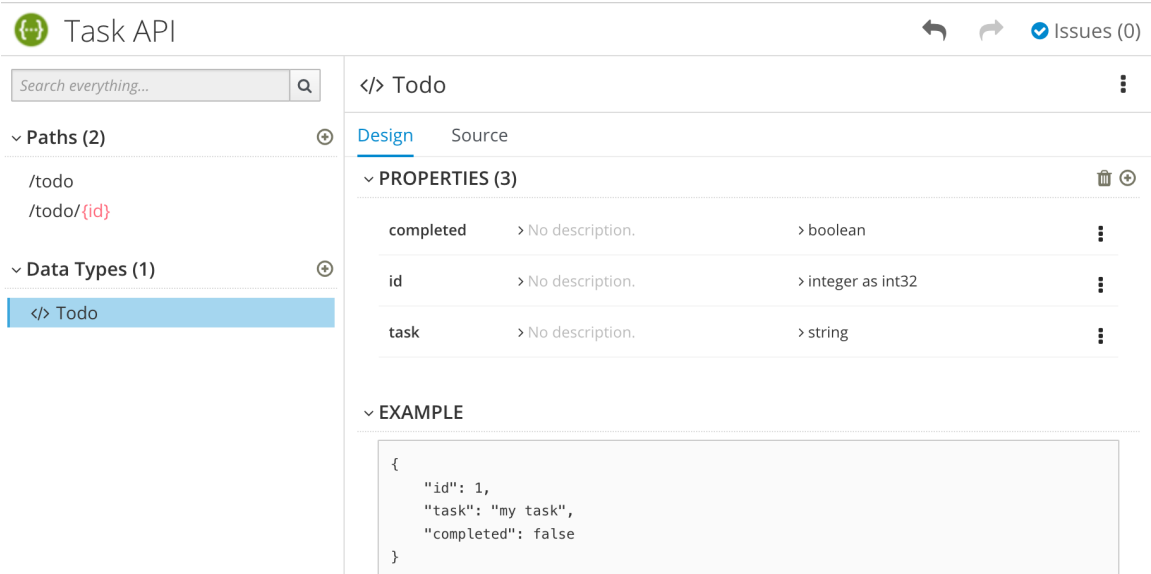 Task API
Issues (0)
Search everything...
Paths (2)
/todo
/todo/{id}
Data Types (1)
</> Todo
</> Todo
Design Source
PROPERTIES (3)
completed No description. boolean
id No description. integer as int32
task No description. string
EXAMPLE
{
"id": 1,
"task": "my task",
"completed": false
}